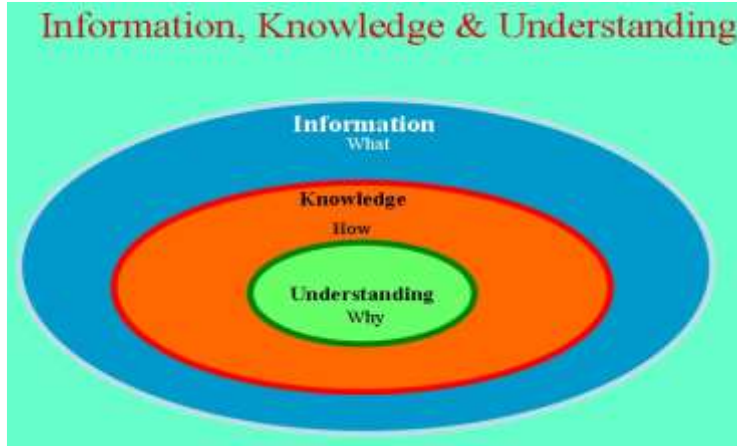 Information, Knowledge & Understanding
Information
What
Knowledge
How
Understanding
Why